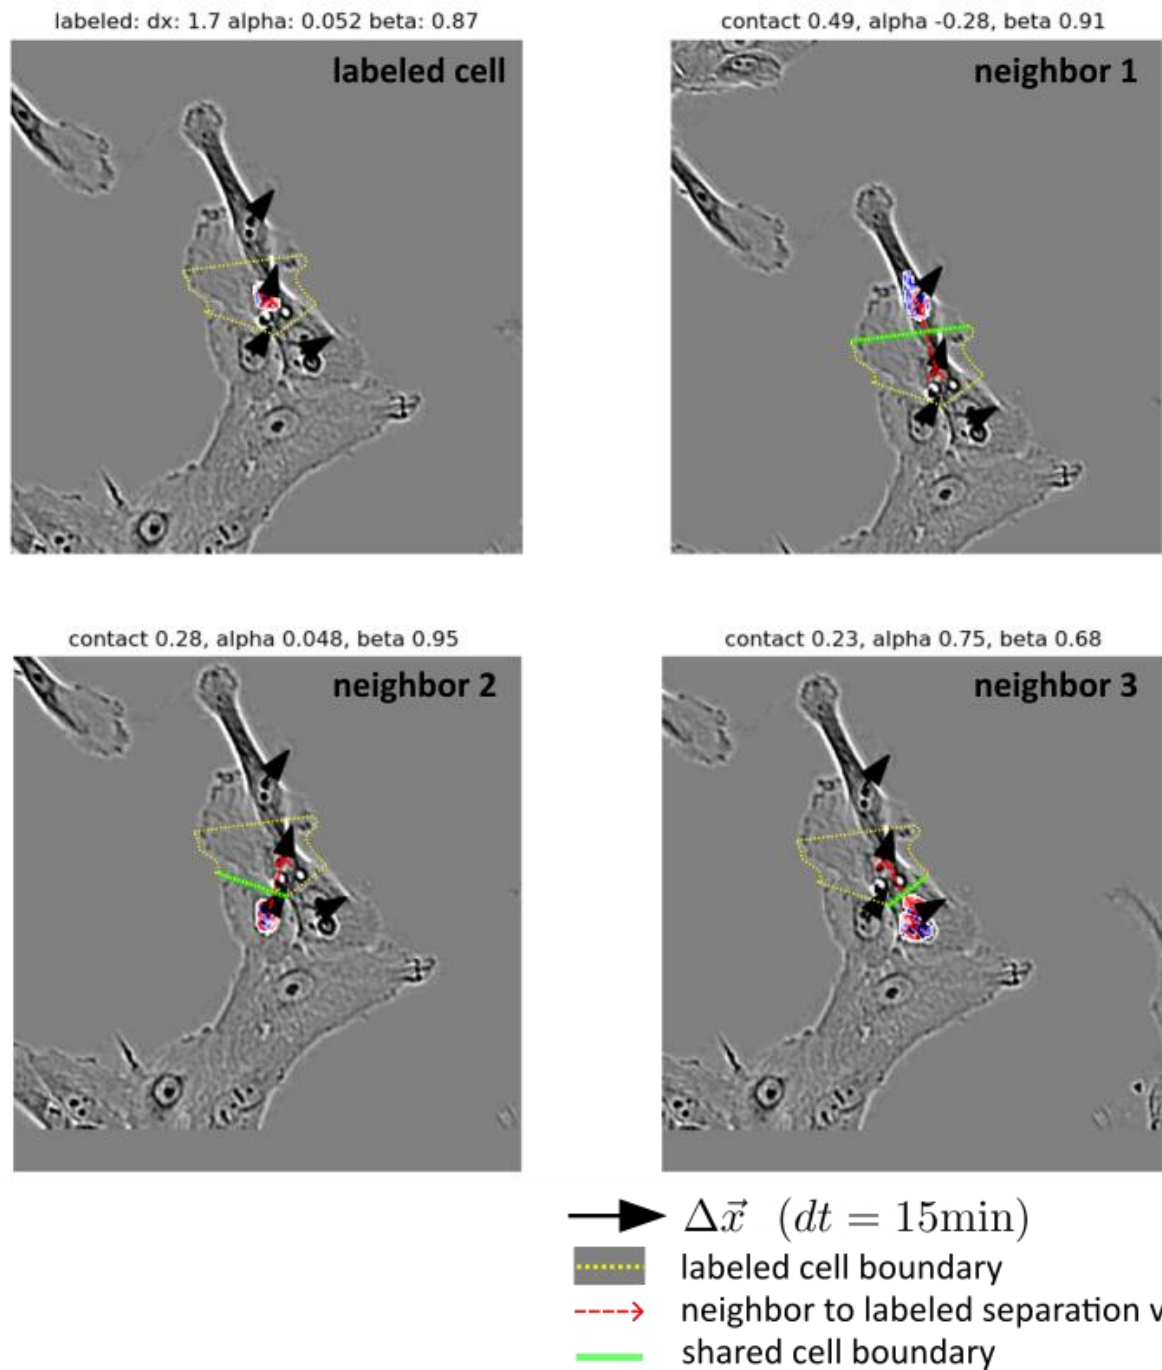 labeled: dx: 1.7 alpha: 0.052 beta: 0.87
labeled cell
contact 0.49, alpha -0.28, beta 0.91
neighbor 1
contact 0.28, alpha 0.048, beta 0.95
neighbor 2
contact 0.23, alpha 0.75, beta 0.68
neighbor 3
Δx⃗ (dt = 15min)
labeled cell boundary
neighbor to labeled separation v
shared cell boundary